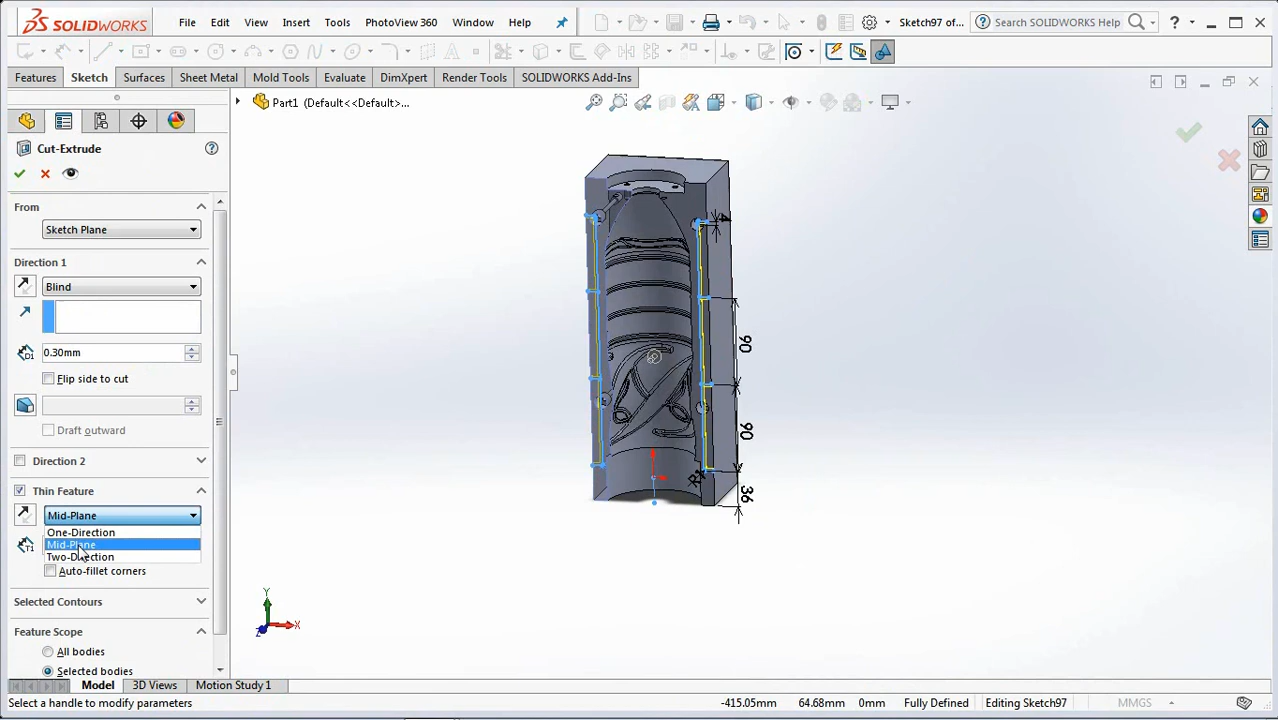 SOLIDWORKS
File Edit View Insert Tools PhotoView 360 Window Help
Sketch97 of...
Search SOLIDWORKS Help
Features Sketch Surfaces Sheet Metal Mold Tools Evaluate DimXpert Render Tools SOLIDWORKS Add-Ins
Part1 (Default<<Default>...
Cut-Extrude
From
Sketch Plane
Direction 1
Blind
D1
0.30mm
Flip side to cut
Draft outward
Direction 2
Thin Feature
Mid-Plane
One-Direction
Mid-Plane
Two-Direction
T1
Auto-fillet corners
Selected Contours
Feature Scope
All bodies
Selected bodies
4
90
90
36
Y
X
Z
Model 3D Views Motion Study 1
Select a handle to modify parameters
-415.05mm 64.68mm 0mm Fully Defined Editing Sketch97 MMGS